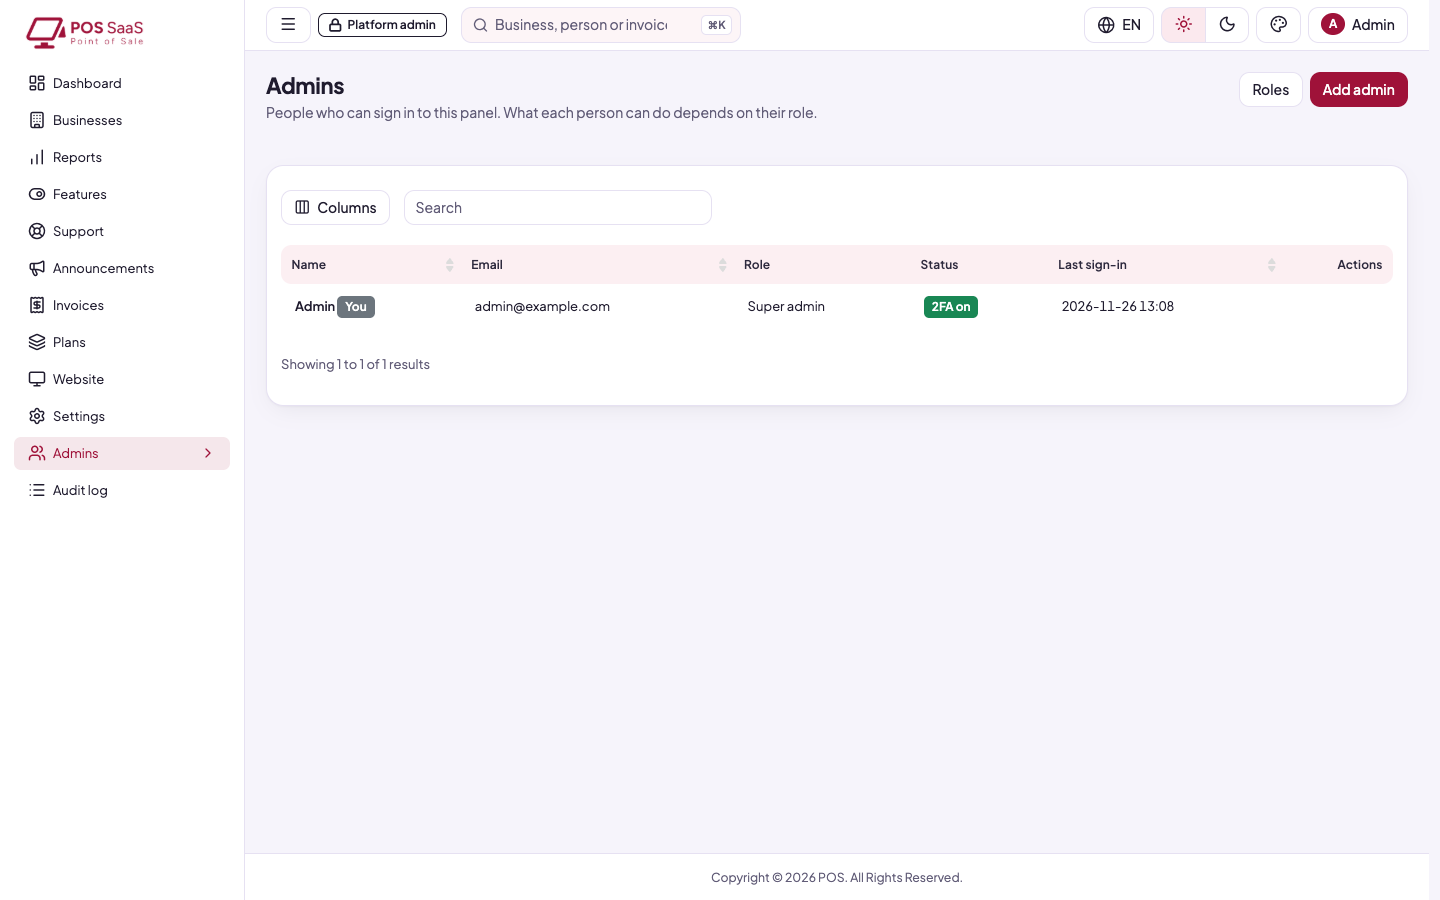 POS SaaS
Point of Sale
Dashboard
Businesses
Reports
Features
Support
Announcements
Invoices
Plans
Website
Settings
Admins
Audit log
Platform admin
Business, person or invoice
⌘K
EN
A Admin
Admins
People who can sign in to this panel. What each person can do depends on their role.
Roles
Add admin
Columns
Search
Name Email Role Status Last sign-in Actions
Admin You admin@example.com Super admin 2FA on 2026-11-26 13:08
Showing 1 to 1 of 1 results
Copyright © 2026 POS. All Rights Reserved.